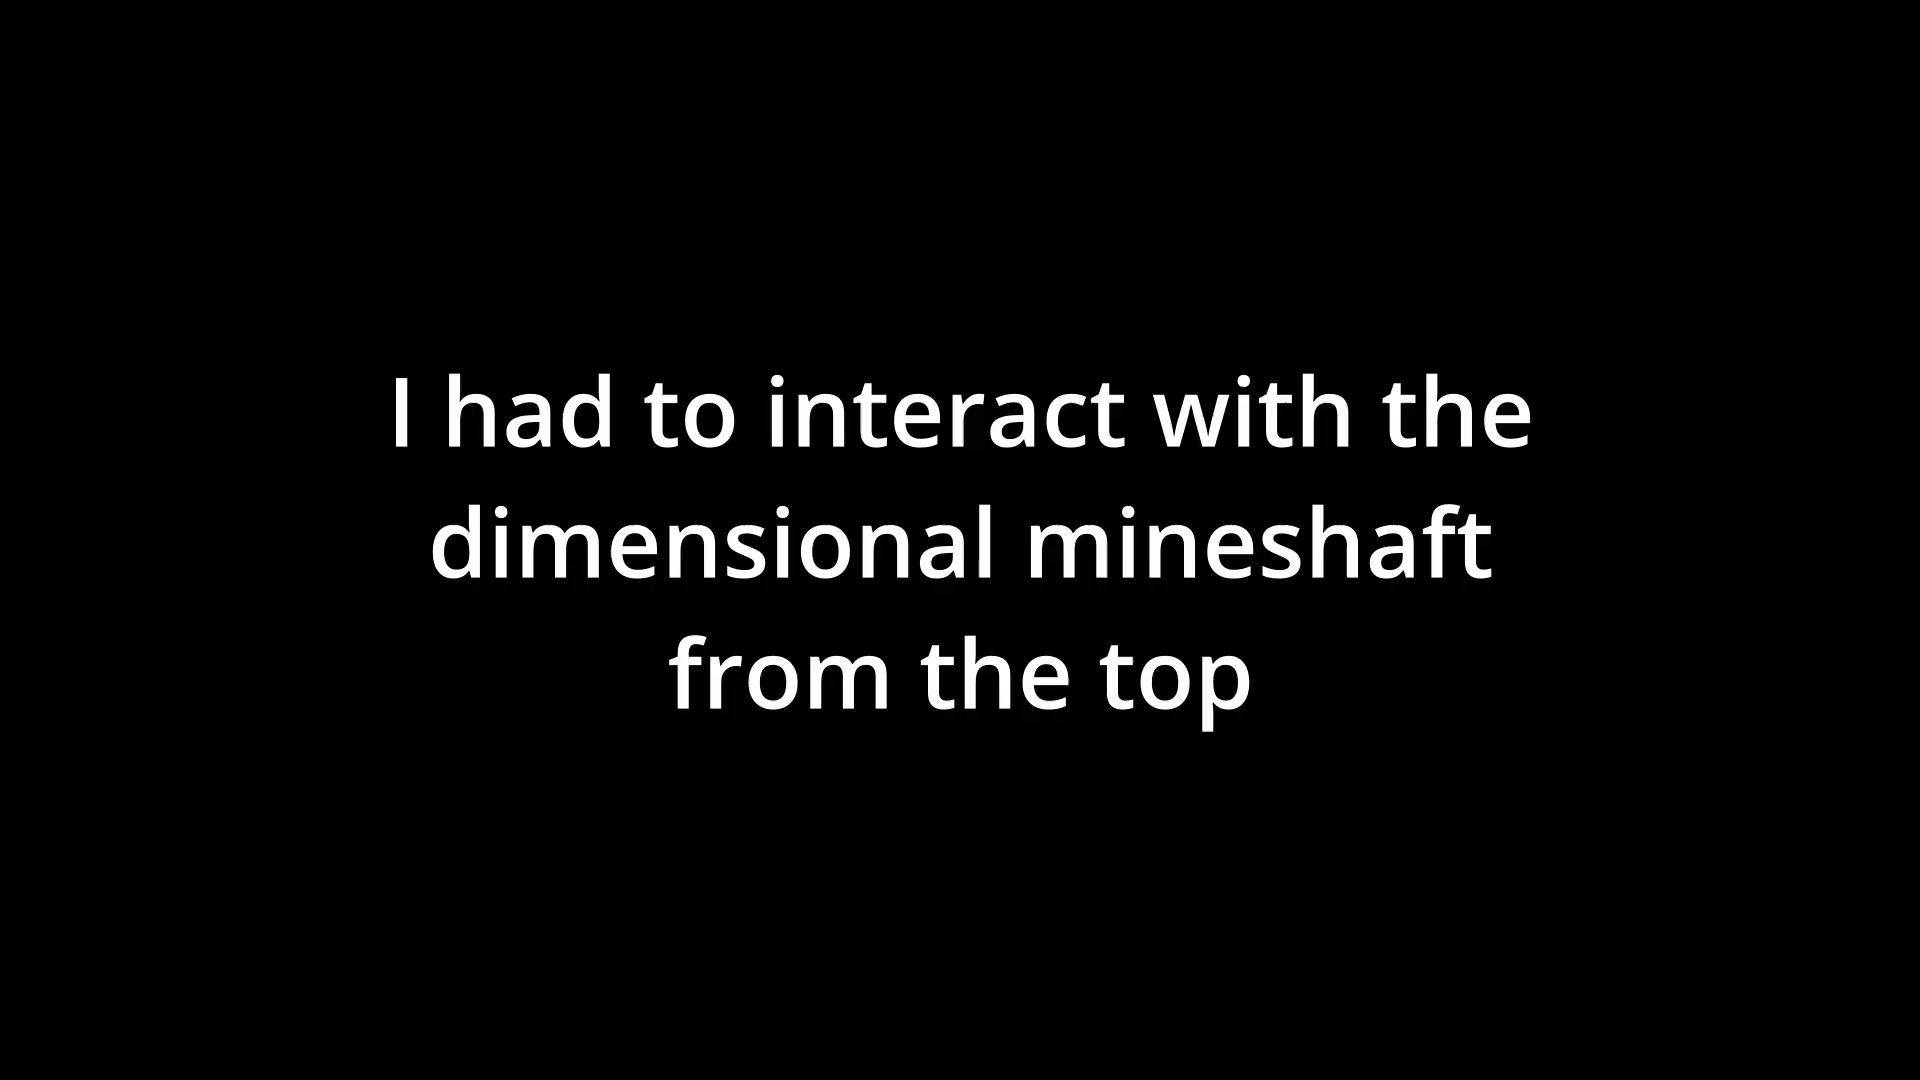 I had to interact with the
dimensional mineshaft
from the top